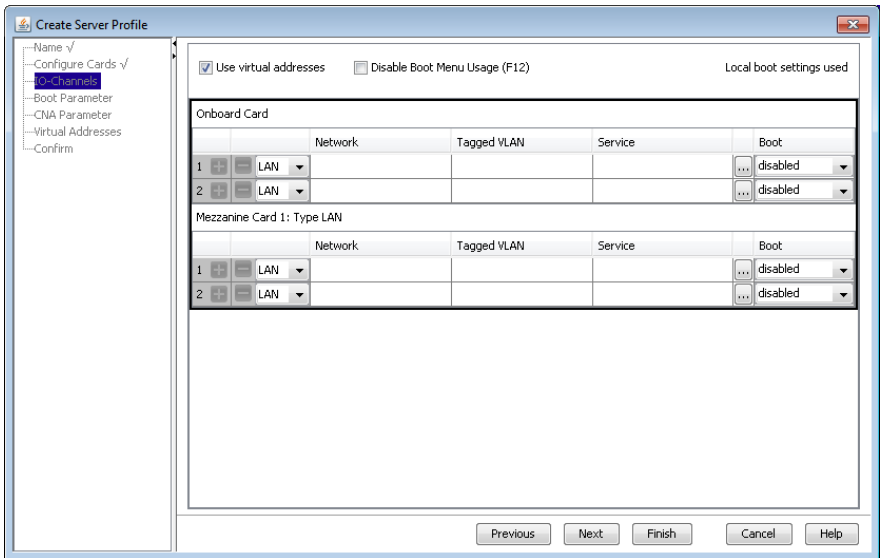 Create Server Profile
Name √
Configure Cards √
IO-Channels
Boot Parameter
CNA Parameter
Virtual Addresses
Confirm
Use virtual addresses Disable Boot Menu Usage (F12) Local boot settings used
Onboard Card
Network Tagged VLAN Service Boot
1 LAN ... disabled
2 LAN ... disabled
Mezzanine Card 1: Type LAN
Network Tagged VLAN Service Boot
1 LAN ... disabled
2 LAN ... disabled
Previous Next Finish Cancel Help